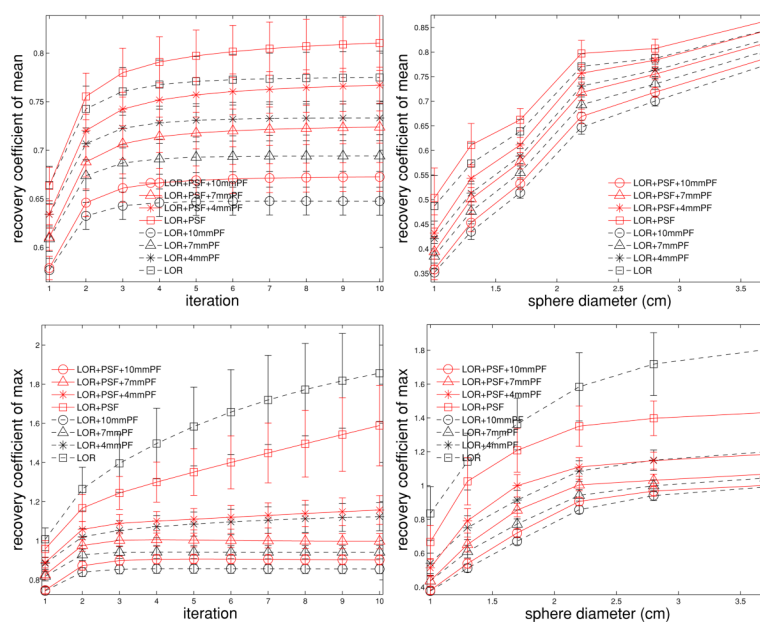 recovery coefficient of mean
0.8
0.75
0.7
0.65
0.6
LOR+PSF+10mmPF
LOR+PSF+7mmPF
LOR+PSF+4mmPF
LOR+PSF
LOR+10mmPF
LOR+7mmPF
LOR+4mmPF
LOR
1 2 3 4 5 6 7 8 9 10
iteration
recovery coefficient of mean
0.85
0.8
0.75
0.7
0.65
0.6
0.55
0.5
0.45
0.4
0.35
LOR+PSF+10mmPF
LOR+PSF+7mmPF
LOR+PSF+4mmPF
LOR+PSF
LOR+10mmPF
LOR+7mmPF
LOR+4mmPF
LOR
1 1.5 2 2.5 3 3.5
sphere diameter (cm)
recovery coefficient of max
2
1.8
1.6
1.4
1.2
1
0.8
LOR+PSF+10mmPF
LOR+PSF+7mmPF
LOR+PSF+4mmPF
LOR+PSF
LOR+10mmPF
LOR+7mmPF
LOR+4mmPF
LOR
1 2 3 4 5 6 7 8 9 10
iteration
recovery coefficient of max
1.8
1.6
1.4
1.2
1
0.8
0.6
0.4
LOR+PSF+10mmPF
LOR+PSF+7mmPF
LOR+PSF+4mmPF
LOR+PSF
LOR+10mmPF
LOR+7mmPF
LOR+4mmPF
LOR
1 1.5 2 2.5 3 3.5
sphere diameter (cm)